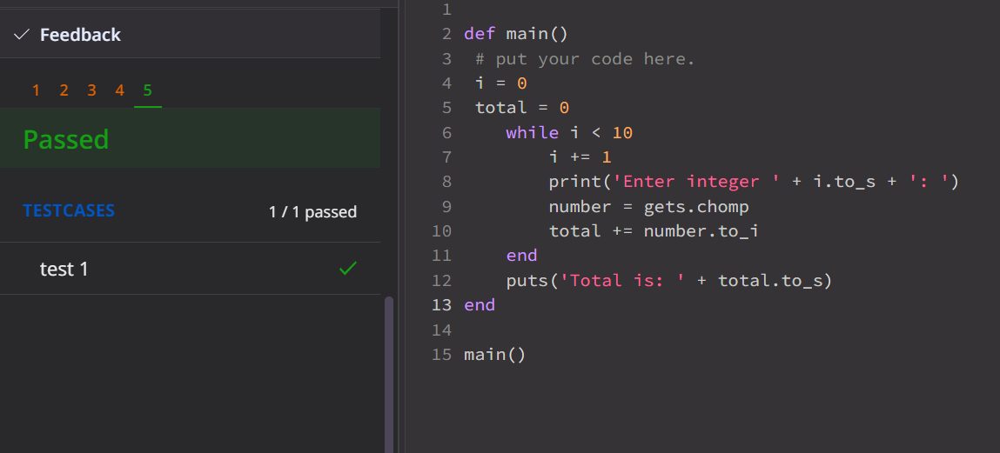 Feedback
1 2 3 4 5
Passed
TESTCASES 1 / 1 passed
test 1
1
2 def main()
3  # put your code here.
4  i = 0
5  total = 0
6     while i < 10
7         i += 1
8         print('Enter integer ' + i.to_s + ': ')
9         number = gets.chomp
10         total += number.to_i
11     end
12     puts('Total is: ' + total.to_s)
13 end
14
15 main()